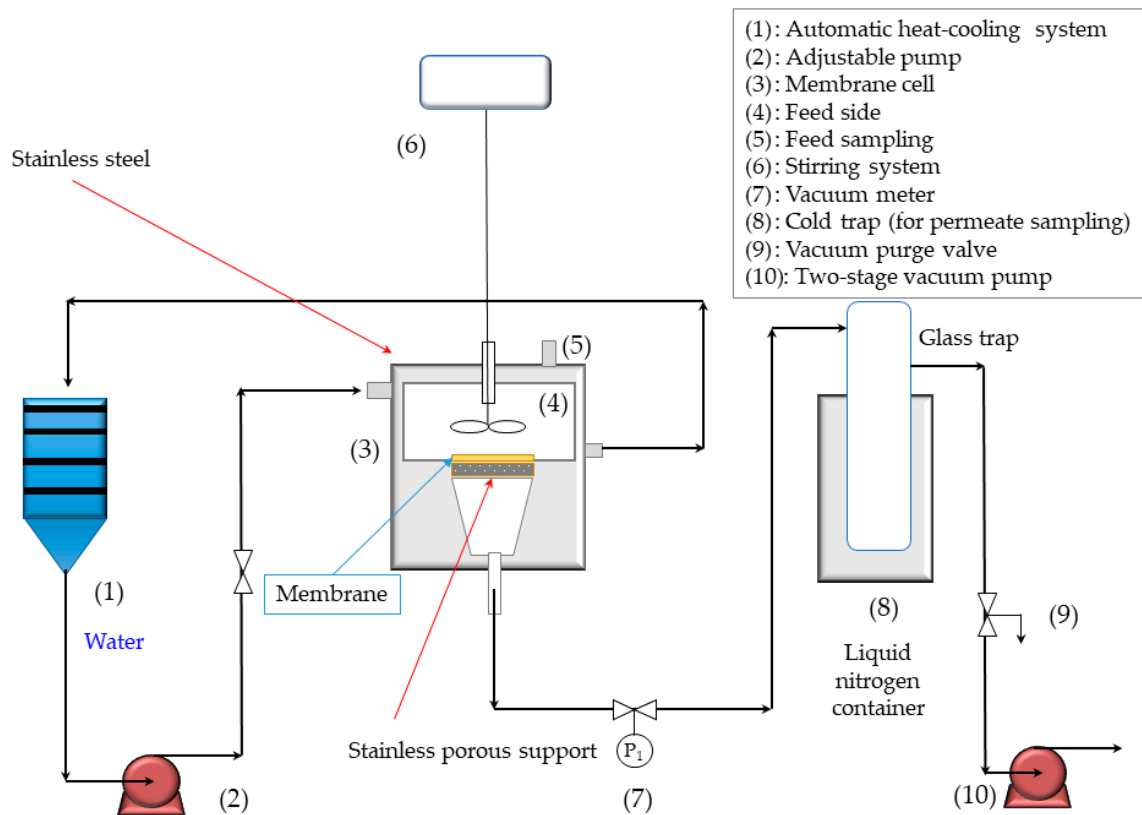 (1): Automatic heat-cooling system
(2): Adjustable pump
(3): Membrane cell
(4): Feed side
(5): Feed sampling
(6): Stirring system
(7): Vacuum meter
(8): Cold trap (for permeate sampling)
(9): Vacuum purge valve
(10): Two-stage vacuum pump
(6)
Stainless steel
(5)
Glass trap
(4)
(3)
(1)
Membrane
(8)
(9)
Water
Liquid
nitrogen
container
Stainless porous support
P1
(2)
(7)
(10)